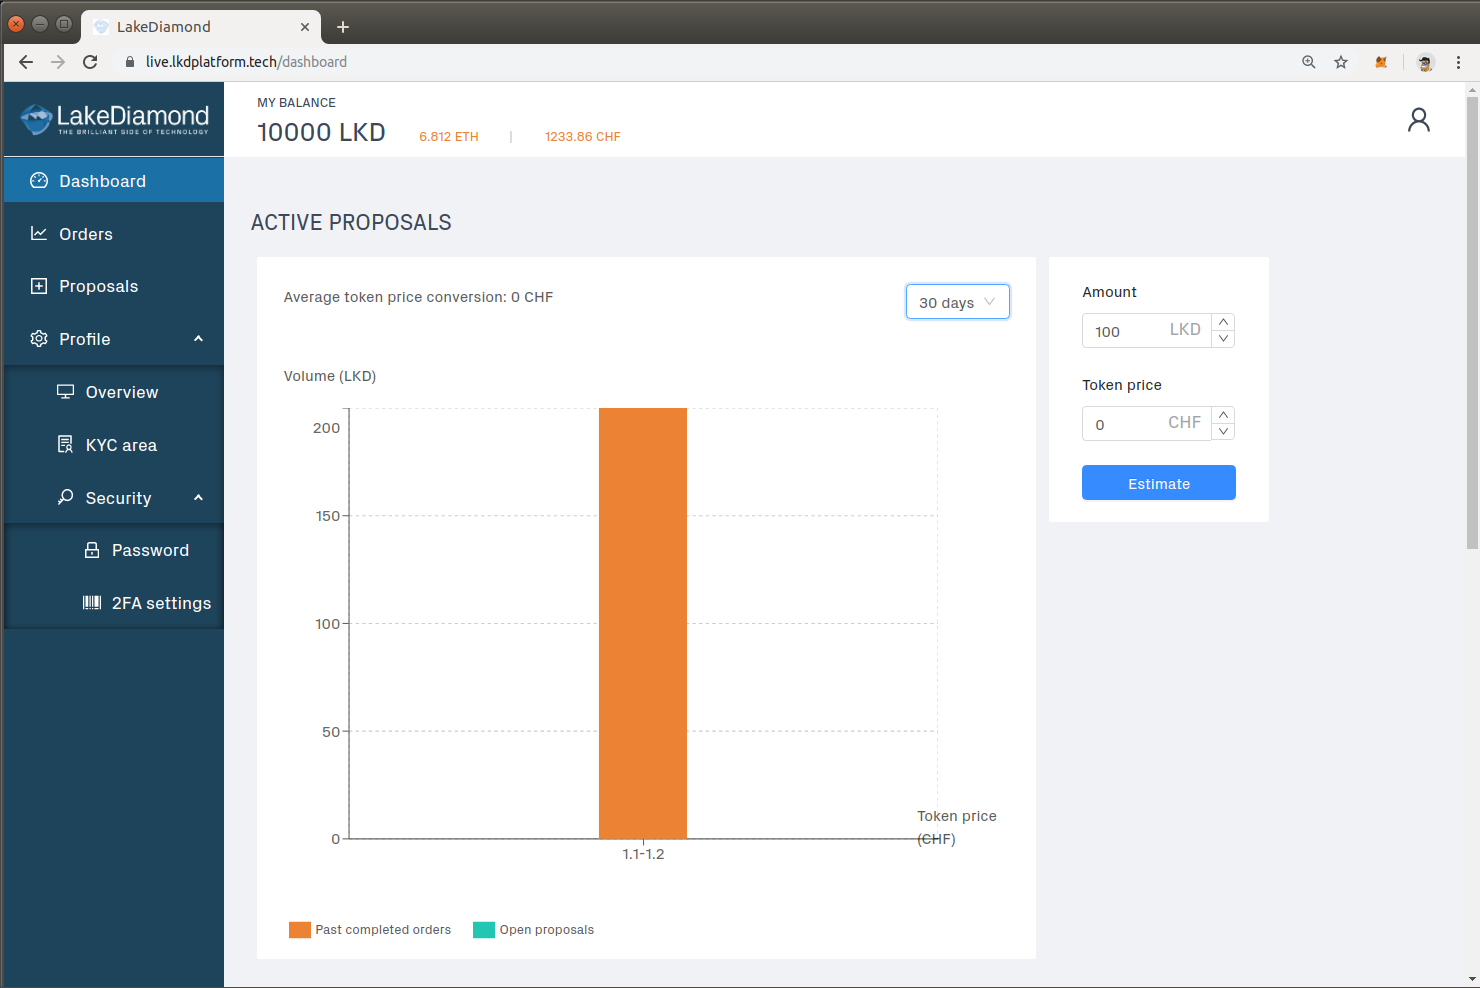 LakeDiamond
live.lkdplatform.tech/dashboard
LakeDiamond
THE BRILLIANT SIDE OF TECHNOLOGY
MY BALANCE
10000 LKD
6.812 ETH | 1233.86 CHF
Dashboard
Orders
Proposals
Profile
Overview
KYC area
Security
Password
2FA settings
ACTIVE PROPOSALS
Average token price conversion: 0 CHF
30 days
Volume (LKD)
200
150
100
50
0
1.1-1.2
Token price
(CHF)
Past completed orders
Open proposals
Amount
100 LKD
Token price
0 CHF
Estimate